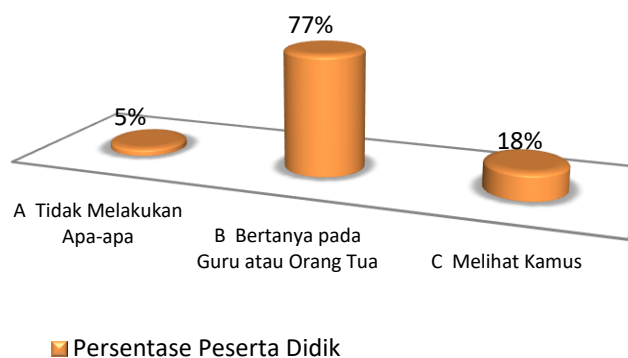 77%
5%
18%
A Tidak Melakukan
Apa-apa
B Bertanya pada
Guru atau Orang Tua
C Melihat Kamus
Persentase Peserta Didik